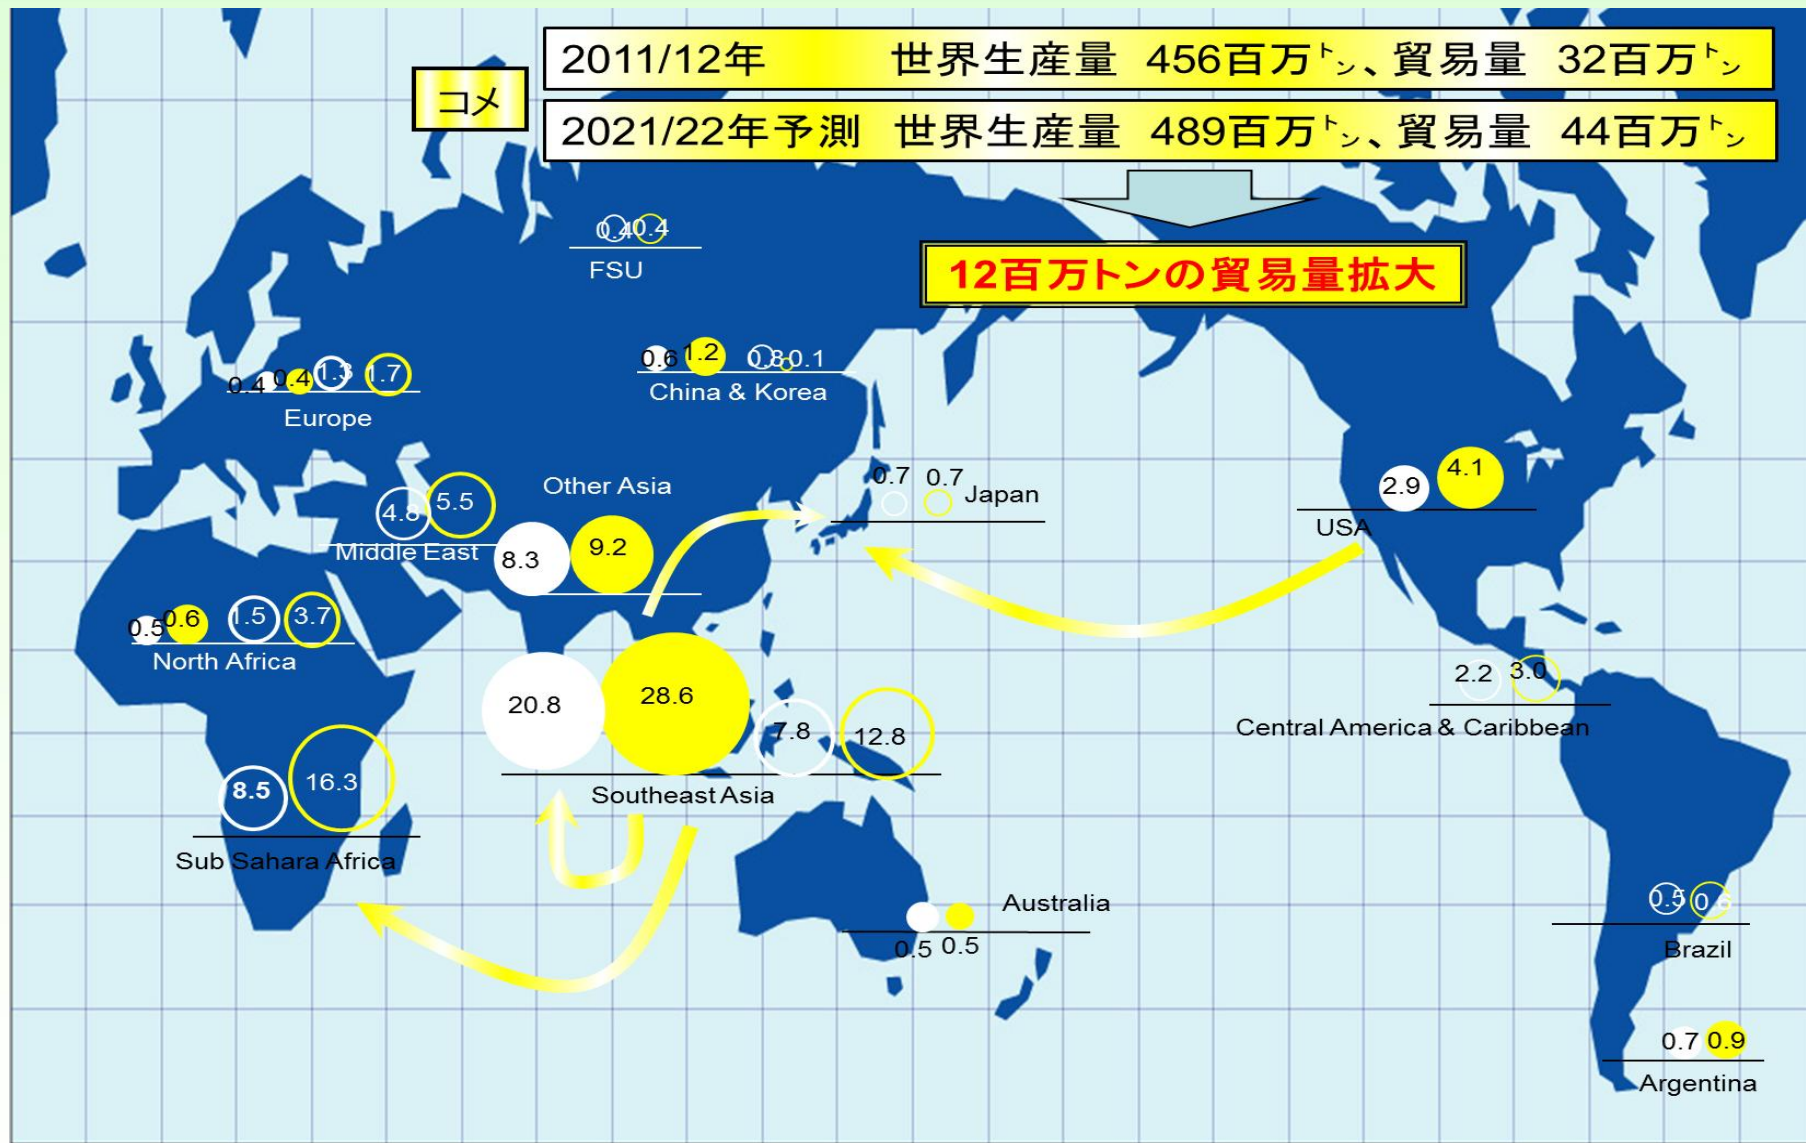 コメ
2011/12年 世界生産量 456百万トン、貿易量 32百万トン
2021/22年予測 世界生産量 489百万トン、貿易量 44百万トン
12百万トンの貿易量拡大
0.4 0.4
FSU
0.6 1.2 0.8 0.1
China & Korea
0.4 0.4 1.3 1.7
Europe
Other Asia
8.3 9.2
4.8 5.5
Middle East
0.7 0.7 Japan
2.9 4.1
USA
0.5 0.6 1.5 3.7
North Africa
20.8 28.6 7.8 12.8
Southeast Asia
2.2 3.0
Central America & Caribbean
8.5 16.3
Sub Sahara Africa
Australia
0.5 0.5
0.5 0.6
Brazil
0.7 0.9
Argentina